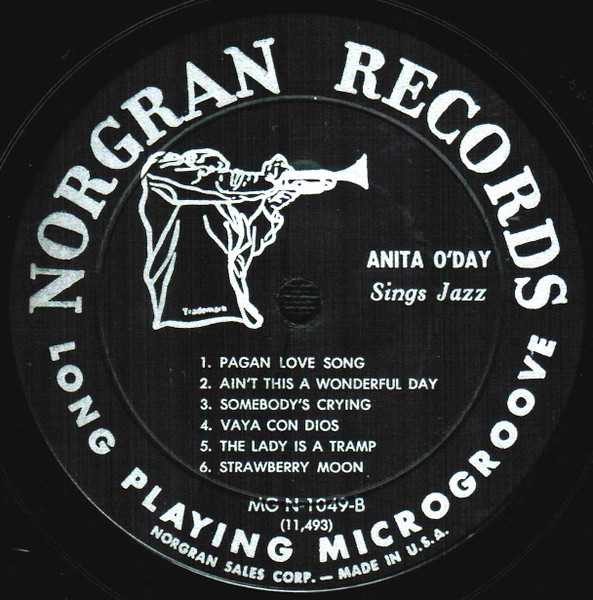 NORGRAN RECORDS
ANITA O'DAY
Sings Jazz
Trademark
1. PAGAN LOVE SONG
2. AIN'T THIS A WONDERFUL DAY
3. SOMEBODY'S CRYING
4. VAYA CON DIOS
5. THE LADY IS A TRAMP
6. STRAWBERRY MOON
MG N-1049-B
(11,493)
LONG PLAYING MICROGROOVE
NORGRAN SALES CORP. — MADE IN U.S.A.